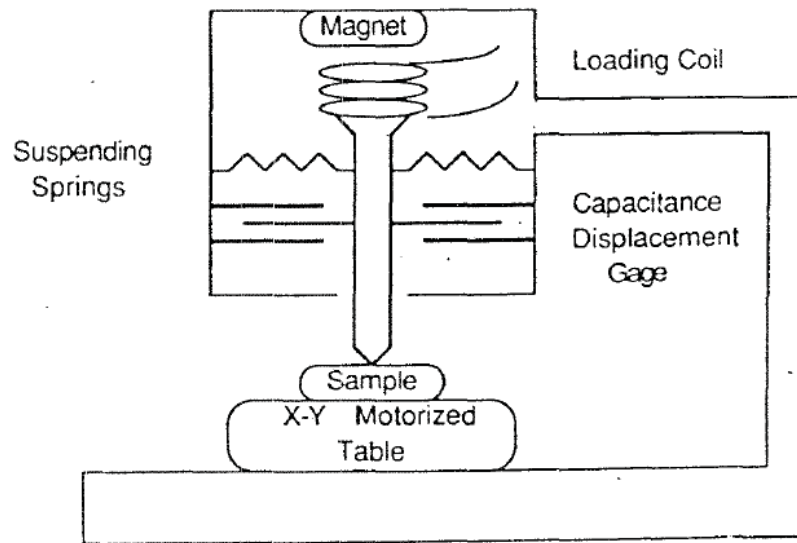 Magnet
Loading Coil
Suspending
Springs
Capacitance
Displacement
Gage
Sample
X-Y Motorized
Table